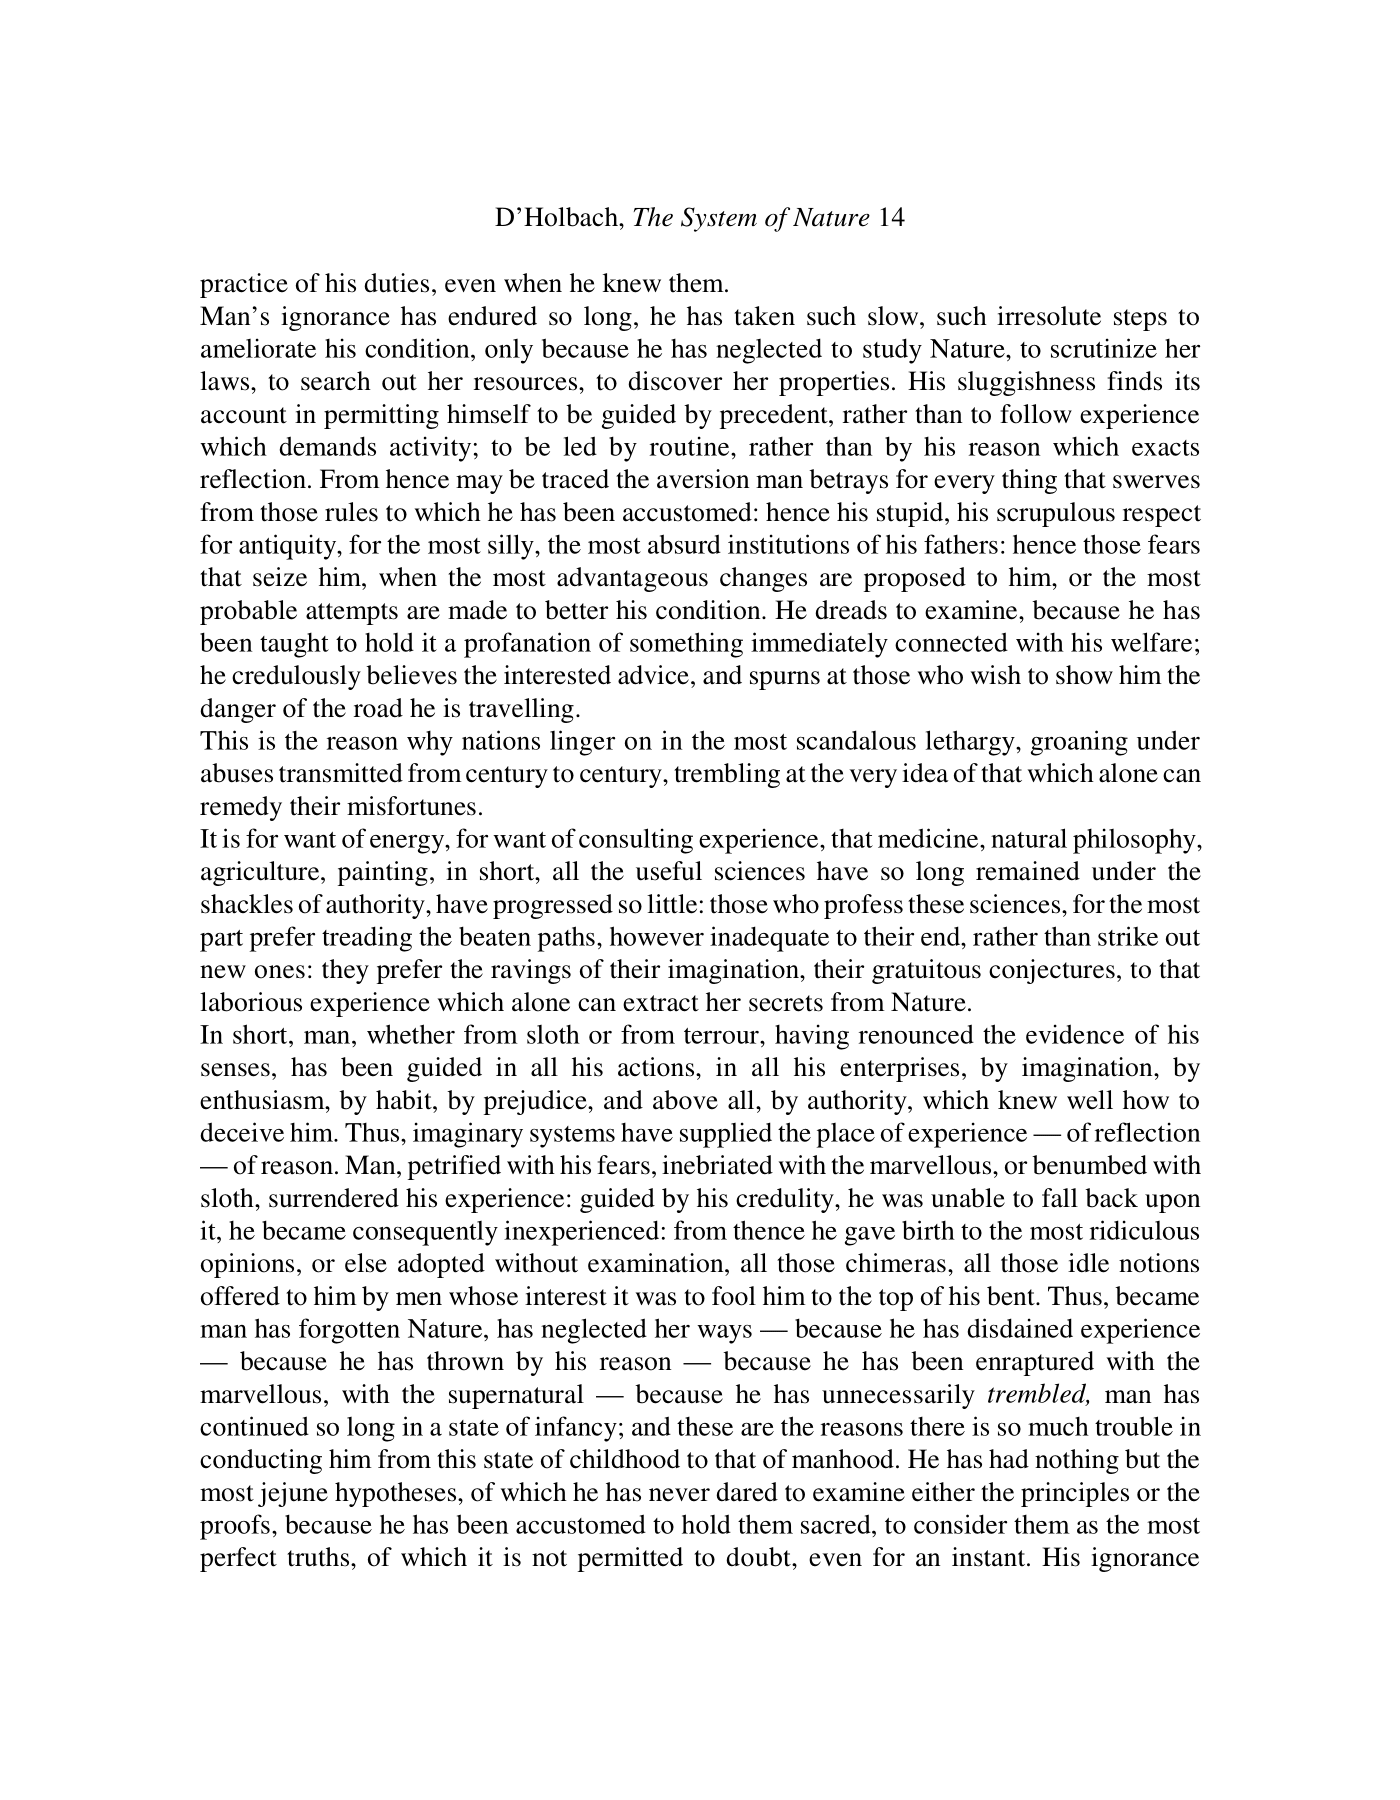 D’Holbach, The System of Nature 14
practice of his duties, even when he knew them.
Man’s ignorance has endured so long, he has taken such slow, such irresolute steps to
ameliorate his condition, only because he has neglected to study Nature, to scrutinize her
laws, to search out her resources, to discover her properties. His sluggishness finds its
account in permitting himself to be guided by precedent, rather than to follow experience
which demands activity; to be led by routine, rather than by his reason which exacts
reflection. From hence may be traced the aversion man betrays for every thing that swerves
from those rules to which he has been accustomed: hence his stupid, his scrupulous respect
for antiquity, for the most silly, the most absurd institutions of his fathers: hence those fears
that seize him, when the most advantageous changes are proposed to him, or the most
probable attempts are made to better his condition. He dreads to examine, because he has
been taught to hold it a profanation of something immediately connected with his welfare;
he credulously believes the interested advice, and spurns at those who wish to show him the
danger of the road he is travelling.
This is the reason why nations linger on in the most scandalous lethargy, groaning under
abuses transmitted from century to century, trembling at the very idea of that which alone can
remedy their misfortunes.
It is for want of energy, for want of consulting experience, that medicine, natural philosophy,
agriculture, painting, in short, all the useful sciences have so long remained under the
shackles of authority, have progressed so little: those who profess these sciences, for the most
part prefer treading the beaten paths, however inadequate to their end, rather than strike out
new ones: they prefer the ravings of their imagination, their gratuitous conjectures, to that
laborious experience which alone can extract her secrets from Nature.
In short, man, whether from sloth or from terrour, having renounced the evidence of his
senses, has been guided in all his actions, in all his enterprises, by imagination, by
enthusiasm, by habit, by prejudice, and above all, by authority, which knew well how to
deceive him. Thus, imaginary systems have supplied the place of experience — of reflection
— of reason. Man, petrified with his fears, inebriated with the marvellous, or benumbed with
sloth, surrendered his experience: guided by his credulity, he was unable to fall back upon
it, he became consequently inexperienced: from thence he gave birth to the most ridiculous
opinions, or else adopted without examination, all those chimeras, all those idle notions
offered to him by men whose interest it was to fool him to the top of his bent. Thus, became
man has forgotten Nature, has neglected her ways — because he has disdained experience
— because he has thrown by his reason — because he has been enraptured with the
marvellous, with the supernatural — because he has unnecessarily trembled, man has
continued so long in a state of infancy; and these are the reasons there is so much trouble in
conducting him from this state of childhood to that of manhood. He has had nothing but the
most jejune hypotheses, of which he has never dared to examine either the principles or the
proofs, because he has been accustomed to hold them sacred, to consider them as the most
perfect truths, of which it is not permitted to doubt, even for an instant. His ignorance